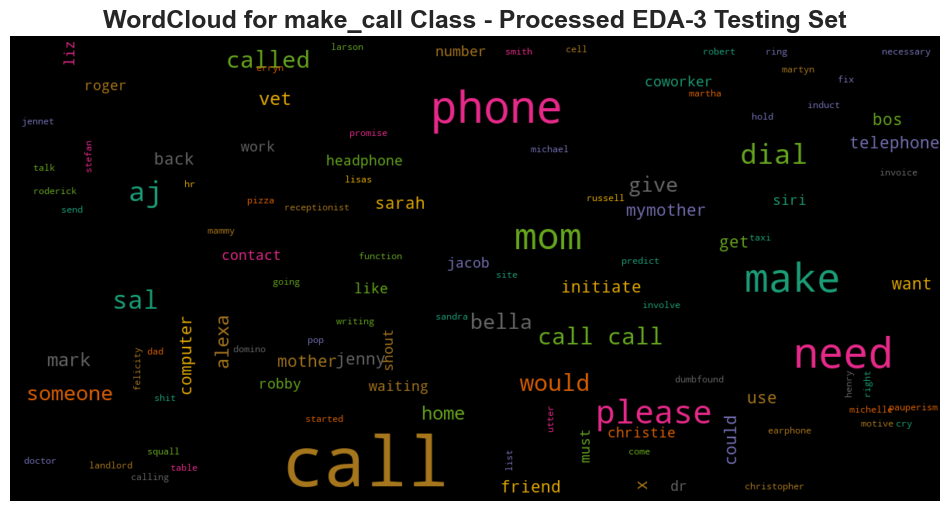 WordCloud for make_call Class - Processed EDA-3 Testing Set
liz
called
larson
number
smith
cell
robert
ring
necessary
erryn
martyn
fix
roger
vet
phone
coworker
martha
induct
jennet
promise
hold
bos
telephone
stefan
back
work
headphone
michael
dial
talk
invoice
roderick
aj
hr
lisas
give
send
pizza
receptionist
sarah
russell
mymother
siri
mammy
mom
get
taxi
contact
function
jacob
site
predict
make
going
like
initiate
want
sal
involve
writing
sandra
bella
call call
computer
alexa
pop
shout
need
mark
felicity
dad
domino
mother
jenny
someone
shit
robby
waiting
would
dumbfound
henry
right
use
home
started
utter
please
michelle
pauperism
christie
must
could
earphone
motive
cry
squall
call
come
doctor
landlord
table
calling
list
friend
x
dr
christopher